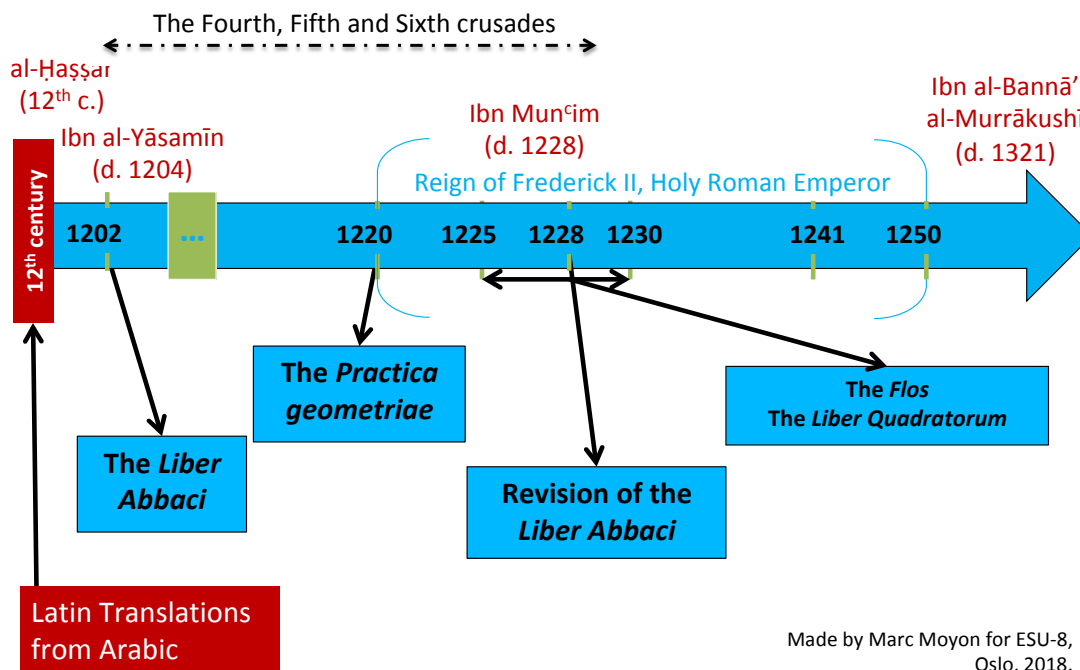 The Fourth, Fifth and Sixth crusades
al-Ḥaṣṣār
(12th c.)
Ibn al-Yāsamīn
(d. 1204)
Ibn Muncim
(d. 1228)
Ibn al-Bannā’
al-Murrākushī
(d. 1321)
Reign of Frederick II, Holy Roman Emperor
12th century
1202
...
1220
1225
1228
1230
1241
1250
The Practica
geometriae
The Flos
The Liber Quadratorum
The Liber
Abbaci
Revision of the
Liber Abbaci
Latin Translations
from Arabic
Made by Marc Moyon for ESU-8,
Oslo, 2018.